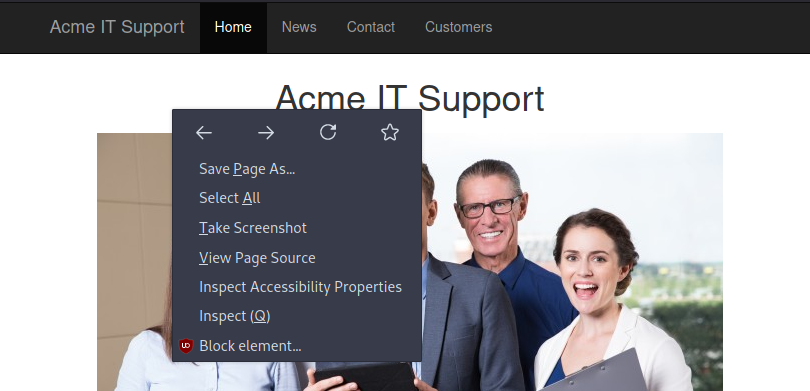 Acme IT Support Home News Contact Customers
Acme IT Support
Save Page As...
Select All
Take Screenshot
View Page Source
Inspect Accessibility Properties
Inspect (Q)
Block element...